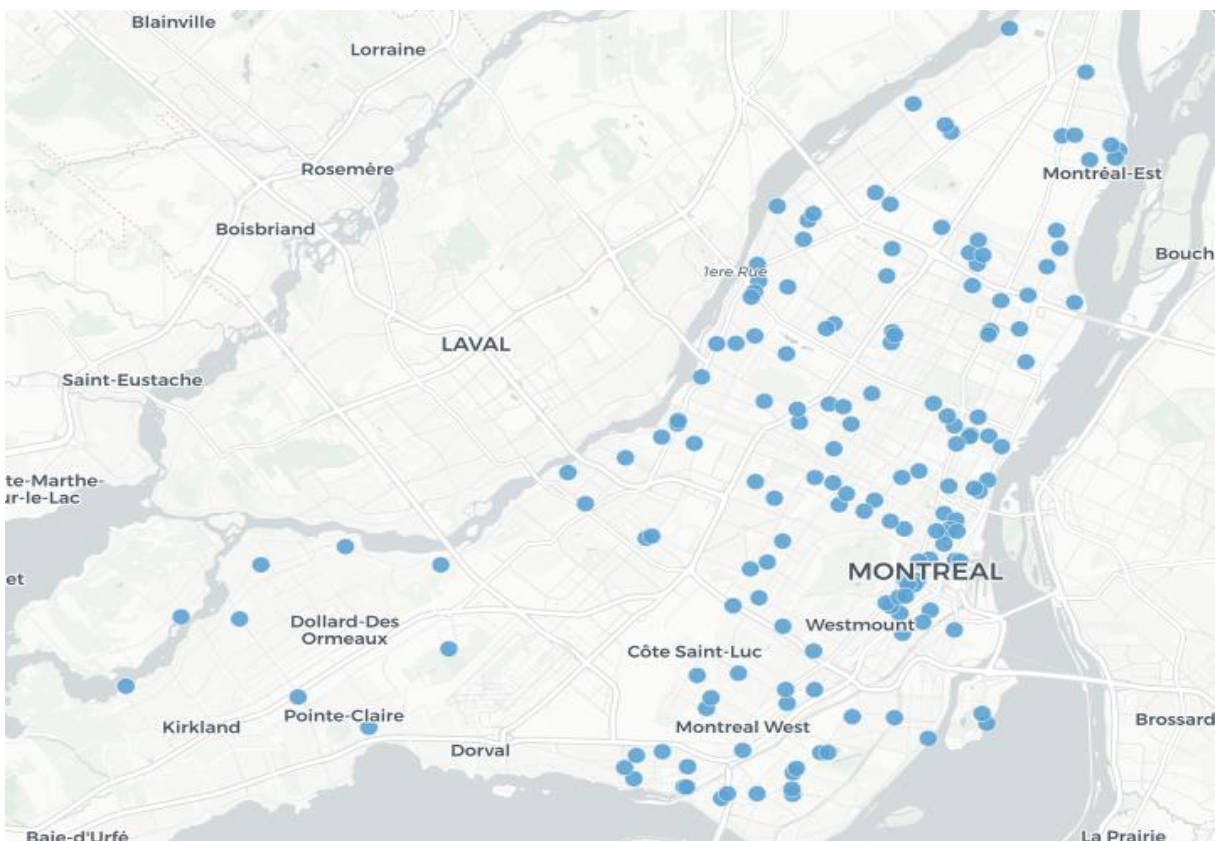 Blainville
Lorraine
Rosemère
Montréal-Est
Boisbriand
Bouch
1ere Rue
LAVAL
Saint-Eustache
te-Marthe-
ur-le-Lac
MONTREAL
et
Dollard-Des
Ormeaux
Westmount
Côte Saint-Luc
Kirkland
Pointe-Claire
Montreal West
Brossard
Dorval
Baie-d'Urfé
La Prairie